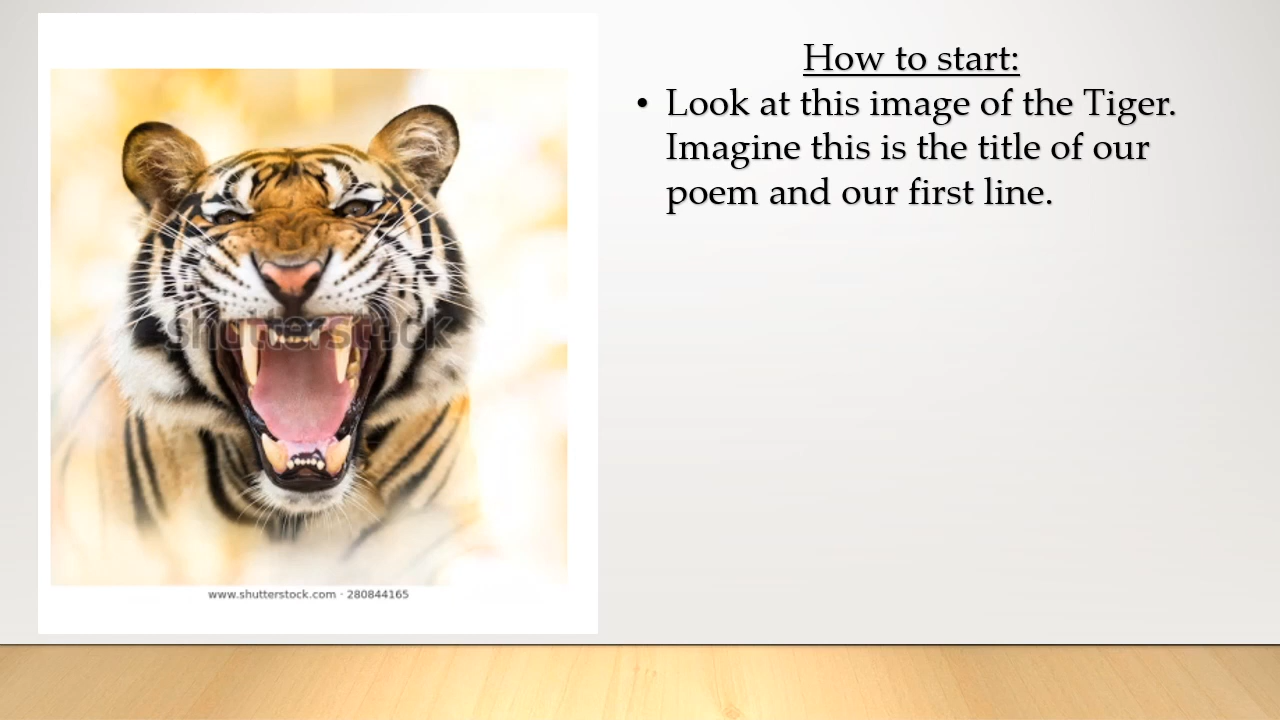 How to start:
• Look at this image of the Tiger.
Imagine this is the title of our
poem and our first line.
shutterstock
www.shutterstock.com · 280844165